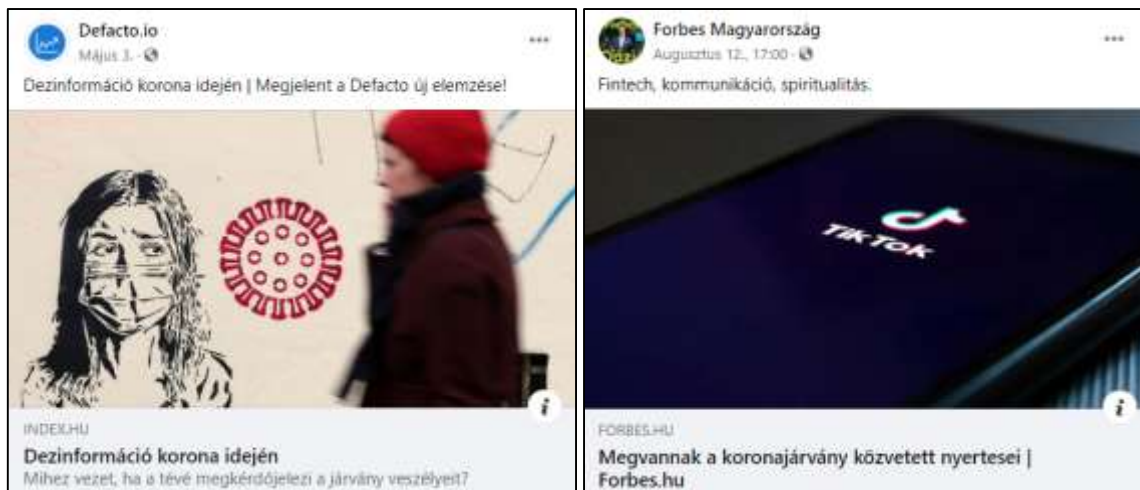 Defacto.io
Május 3. ·
Dezinformáció korona idején | Megjelent a Defacto új elemzése!
INDEX.HU
Dezinformáció korona idején
Mihez vezet, ha a tévé megkérdőjelezi a járvány veszélyeit?
Forbes Magyarország
Augusztus 12., 17:00 ·
Fintech, kommunikáció, spiritualitás.
TikTok
FORBES.HU
Megvannak a koronajárvány közvetett nyertesei |
Forbes.hu